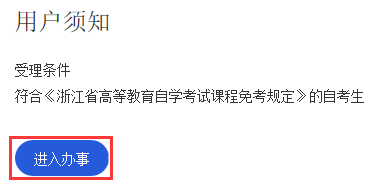 用户须知
受理条件
符合《浙江省高等教育自学考试课程免考规定》的自考生
进入办事